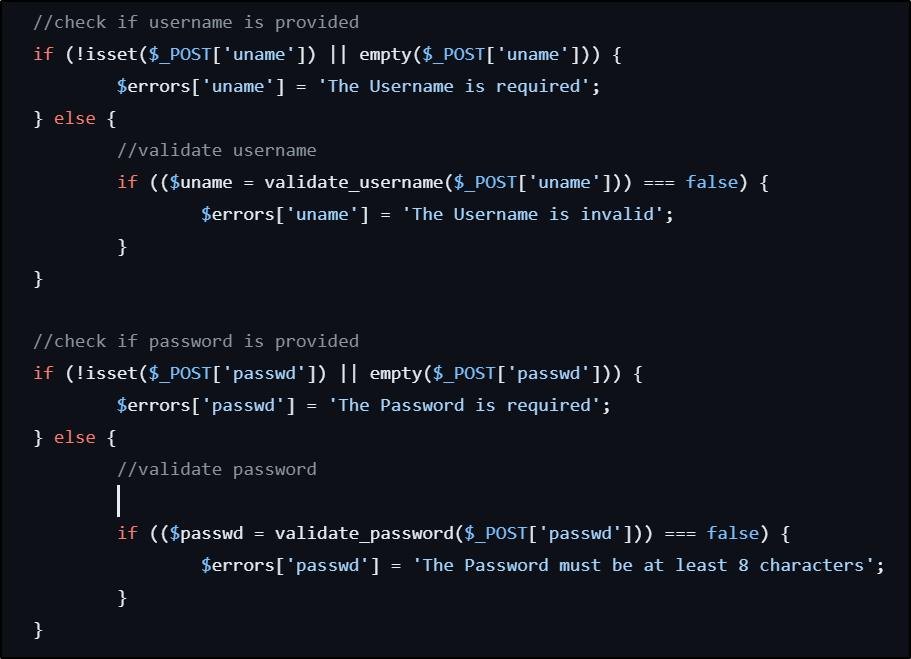 //check if username is provided
if (!isset($_POST['uname']) || empty($_POST['uname'])) {
$errors['uname'] = 'The Username is required';
} else {
//validate username
if (($uname = validate_username($_POST['uname'])) === false) {
$errors['uname'] = 'The Username is invalid';
}
}
//check if password is provided
if (!isset($_POST['passwd']) || empty($_POST['passwd'])) {
$errors['passwd'] = 'The Password is required';
} else {
//validate password
if (($passwd = validate_password($_POST['passwd'])) === false) {
$errors['passwd'] = 'The Password must be at least 8 characters';
}
}